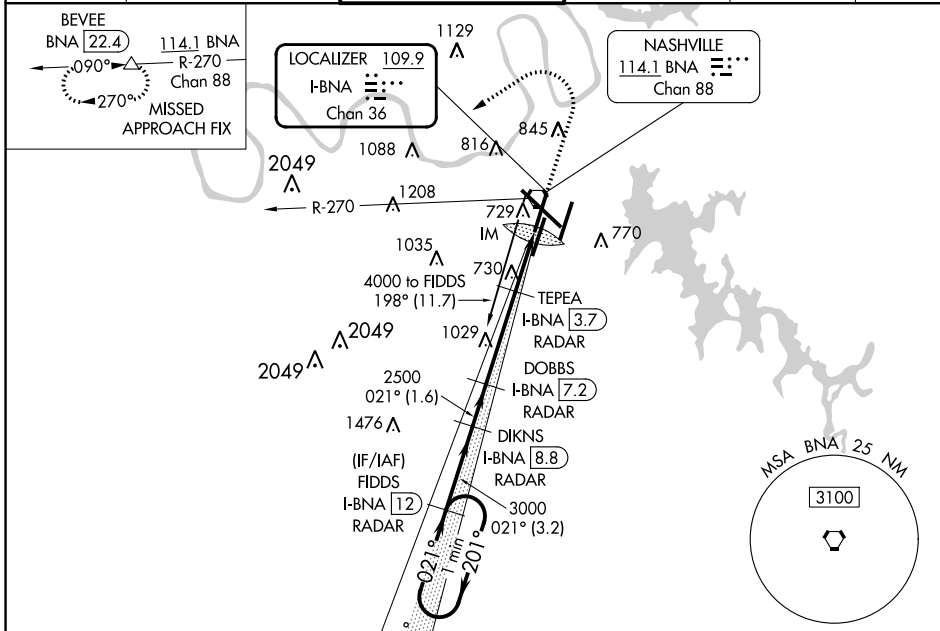 BEVEE
BNA 22.4
114.1 BNA
090°
R-270
Chan 88
270°
MISSED
APPROACH FIX
LOCALIZER 109.9
I-BNA
Chan 36
1129
NASHVILLE
114.1 BNA
Chan 88
845
816
1088
2049
1208
R-270
729
IM
770
1035
730
4000 to FIDDS
198° (11.7)
TEPEA
I-BNA 3.7
RADAR
1029
2049
2049
DOBBS
I-BNA 7.2
RADAR
2500
021° (1.6)
1476
DIKNS
I-BNA 8.8
RADAR
(IF/IAF)
FIDDS
I-BNA 12
RADAR
3000
021° (3.2)
021°
1 min
201°
MSA BNA 25 NM
3100